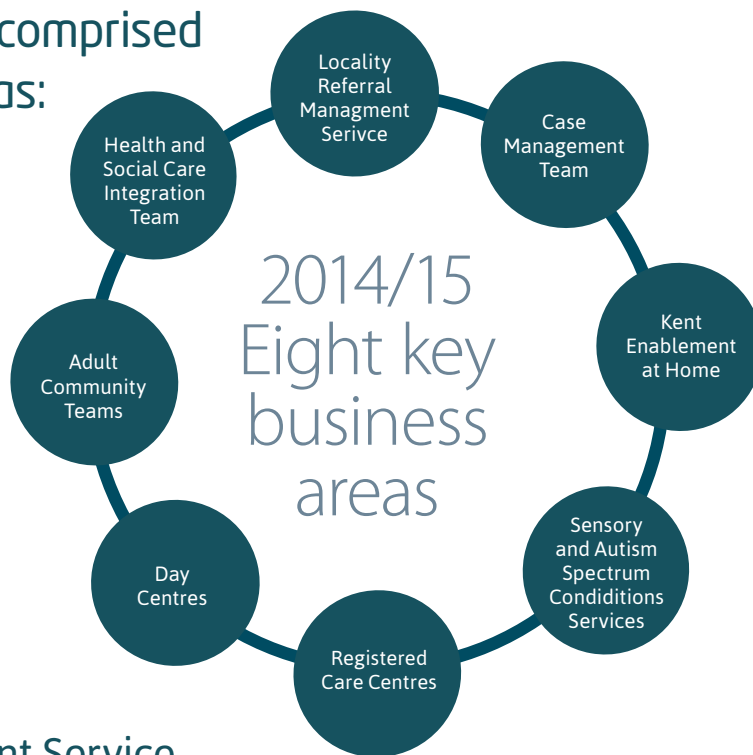 comprised
as:
Locality
Referral
Managment
Serivce
Case
Management
Team
Kent
Enablement
at Home
Sensory
and Autism
Spectrum
Condiditions
Services
Registered
Care Centres
Day
Centres
Adult
Community
Teams
Health and
Social Care
Integration
Team
2014/15
Eight key
business
areas
nt Service